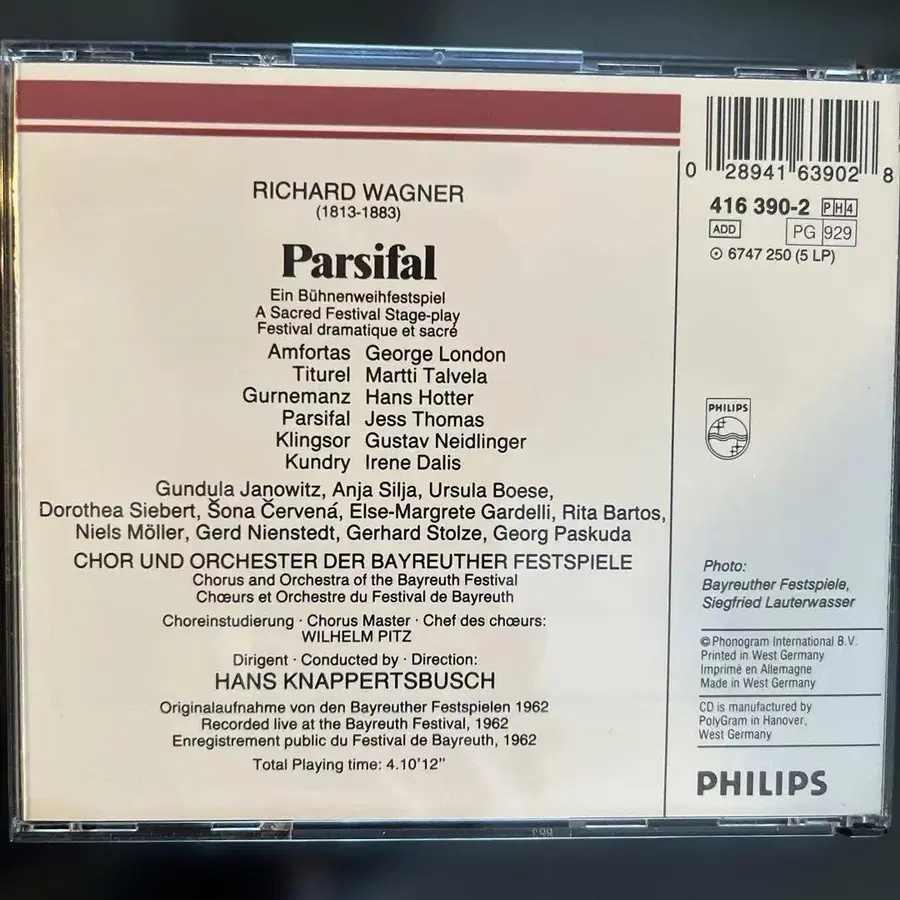 RICHARD WAGNER
(1813-1883)
Parsifal
Ein Bühnenweihfestspiel
A Sacred Festival Stage-play
Festival dramatique et sacré
Amfortas George London
Titurel Martti Talvela
Gurnemanz Hans Hotter
Parsifal Jess Thomas
Klingsor Gustav Neidlinger
Kundry Irene Dalis
Gundula Janowitz, Anja Silja, Ursula Boese,
Dorothea Siebert, Šona Červená, Else-Margrete Gardelli, Rita Bartos,
Niels Möller, Gerd Nienstedt, Gerhard Stolze, Georg Paskuda
CHOR UND ORCHESTER DER BAYREUTHER FESTSPIELE
Chorus and Orchestra of the Bayreuth Festival
Chœurs et Orchestre du Festival de Bayreuth
Choreinstudierung · Chorus Master · Chef des chœurs:
WILHELM PITZ
Dirigent · Conducted by · Direction:
HANS KNAPPERTSBUSCH
Originalaufnahme von den Bayreuther Festspielen 1962
Recorded live at the Bayreuth Festival, 1962
Enregistrement public du Festival de Bayreuth, 1962
Total Playing time: 4.10'12"
0 28941 63902 8
416 390-2 PH4
ADD PG 929
6747 250 (5 LP)
PHILIPS
Photo:
Bayreuther Festspiele,
Siegfried Lauterwasser
© Phonogram International B.V.
Printed in West Germany
Imprimé en Allemagne
Made in West Germany
CD is manufactured by
PolyGram in Hanover,
West Germany
PHILIPS